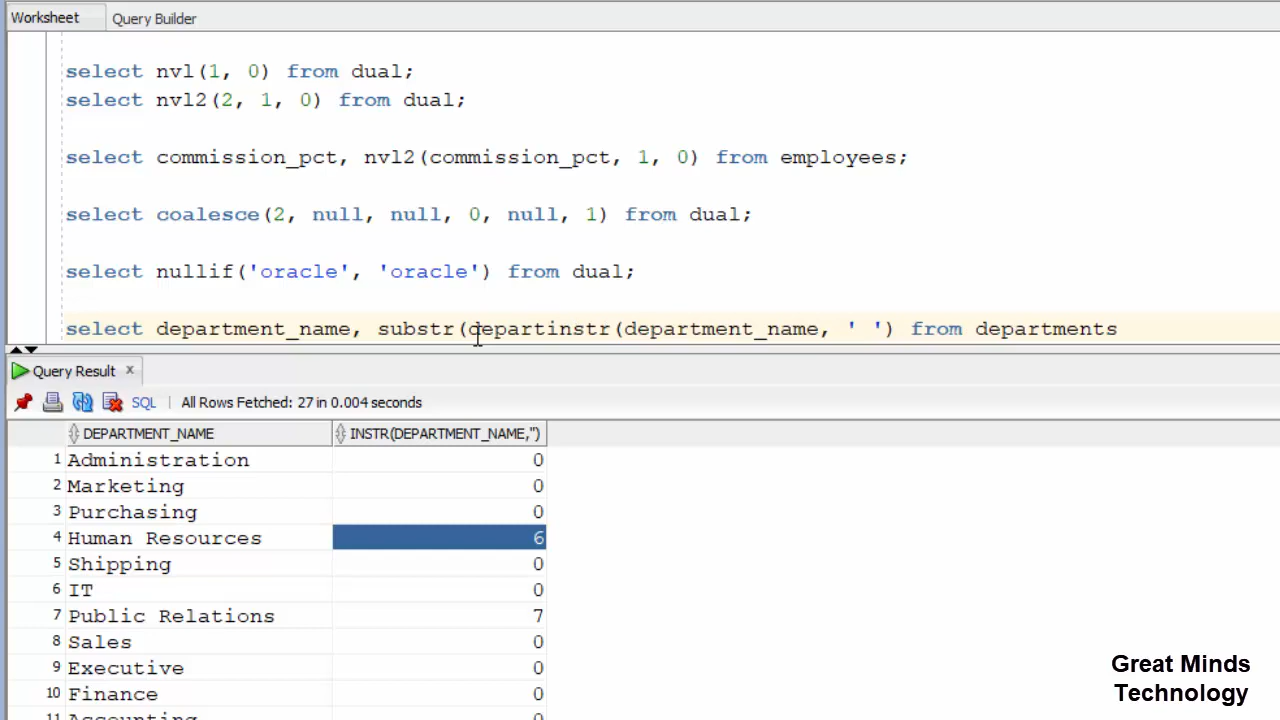 Worksheet Query Builder
select nvl(1, 0) from dual;
select nvl2(2, 1, 0) from dual;
select commission_pct, nvl2(commission_pct, 1, 0) from employees;
select coalesce(2, null, null, 0, null, 1) from dual;
select nullif('oracle', 'oracle') from dual;
select department_name, substr(departinstr(department_name, ' ') from departments
Query Result x
SQL | All Rows Fetched: 27 in 0.004 seconds
DEPARTMENT_NAME INSTR(DEPARTMENT_NAME,'')
1 Administration 0
2 Marketing 0
3 Purchasing 0
4 Human Resources 6
5 Shipping 0
6 IT 0
7 Public Relations 7
8 Sales 0
9 Executive 0
10 Finance 0
11 Accounting
Great Minds
Technology